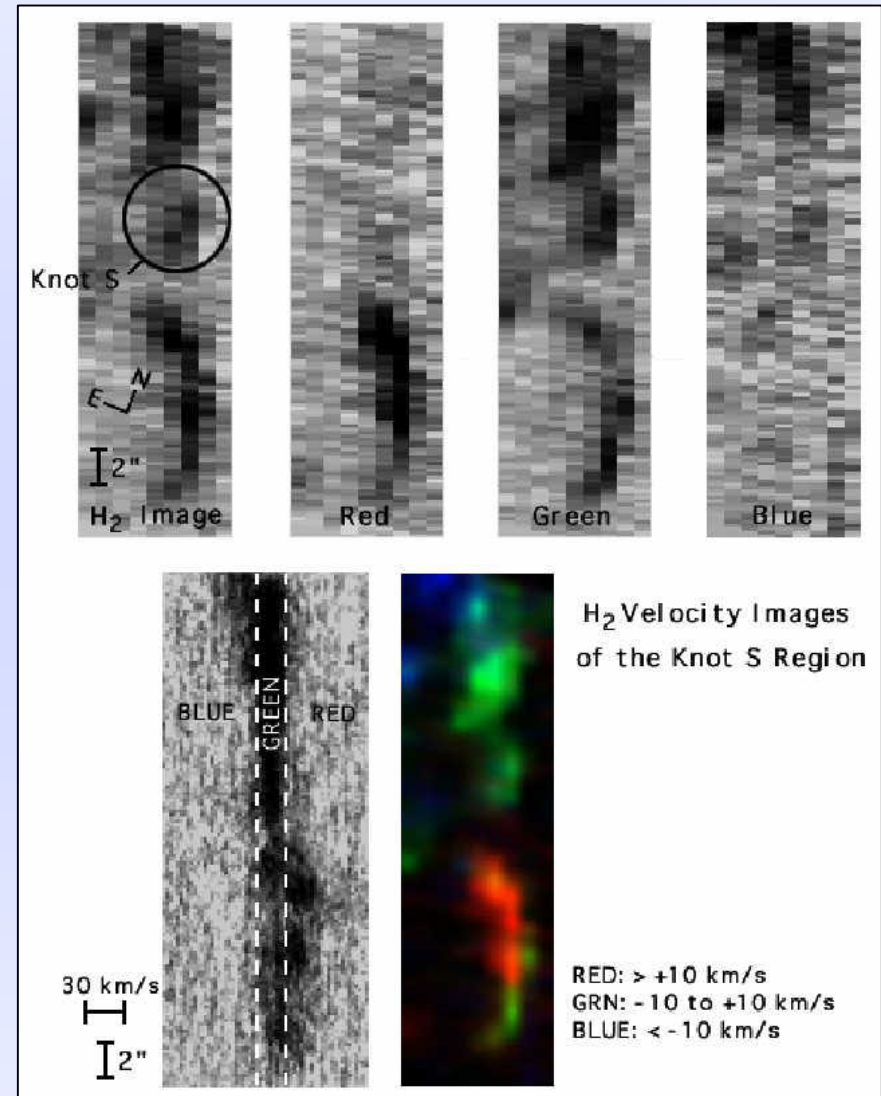 Knot S
N
E
2"
H₂ Image
Red
Green
Blue
H₂ Velocity Images
of the Knot S Region
BLUE
GREEN
RED
30 km/s
2"
RED: > +10 km/s
GRN: -10 to +10 km/s
BLUE: < -10 km/s